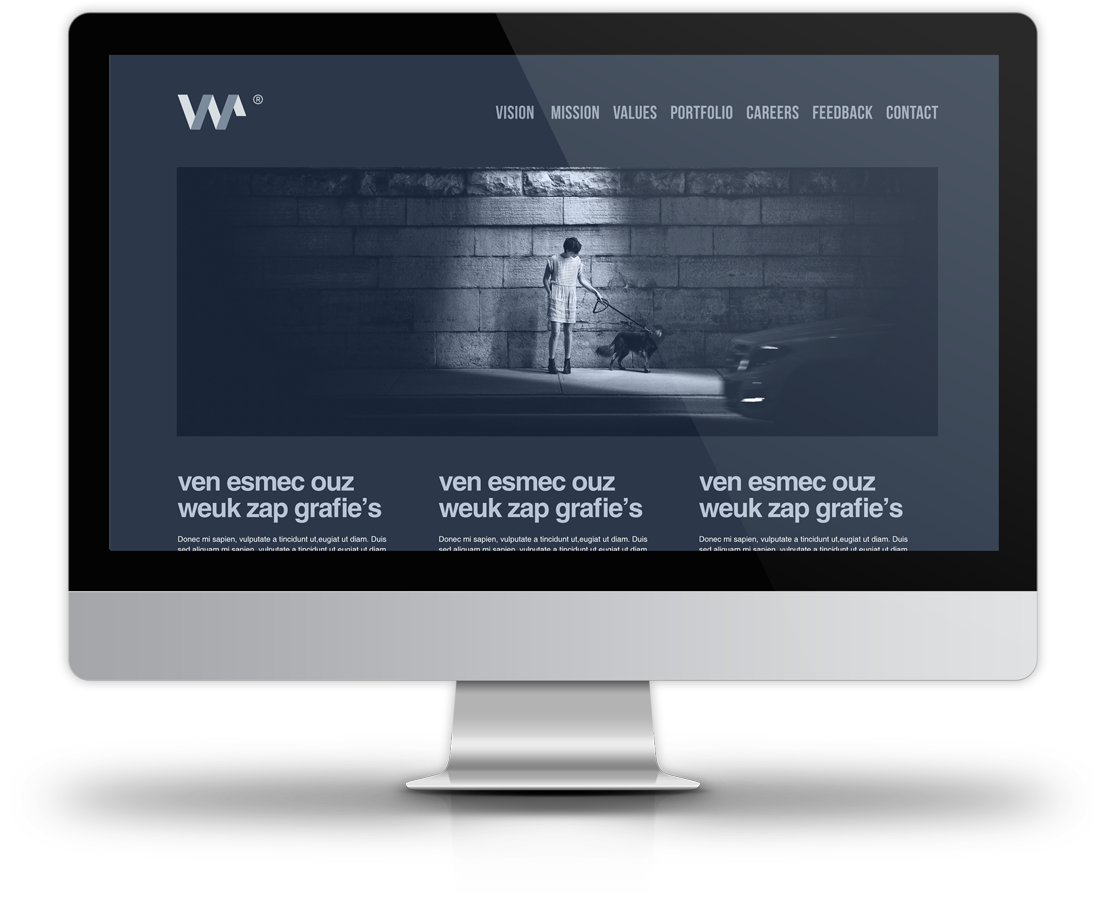 WA ®
VISION MISSION VALUES PORTFOLIO CAREERS FEEDBACK CONTACT
ven esmec ouz
weuk zap grafie’s
Donec mi sapien, vulputate a tincidunt ut,eugiat ut diam. Duis
sed aliquam mi sapien, vulputate a tincidunt ut,eugiat ut diam
ven esmec ouz
weuk zap grafie’s
Donec mi sapien, vulputate a tincidunt ut,eugiat ut diam. Duis
sed aliquam mi sapien, vulputate a tincidunt ut,eugiat ut diam
ven esmec ouz
weuk zap grafie’s
Donec mi sapien, vulputate a tincidunt ut,eugiat ut diam. Duis
sed aliquam mi sapien, vulputate a tincidunt ut,eugiat ut diam